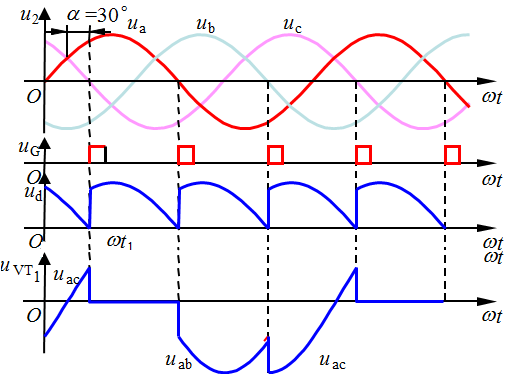 u2 α=30° ua ub uc
O ωt
uG
O ωt
ud
O ωt1 ωt
ωt
uVT1 uac
O ωt
uab uac